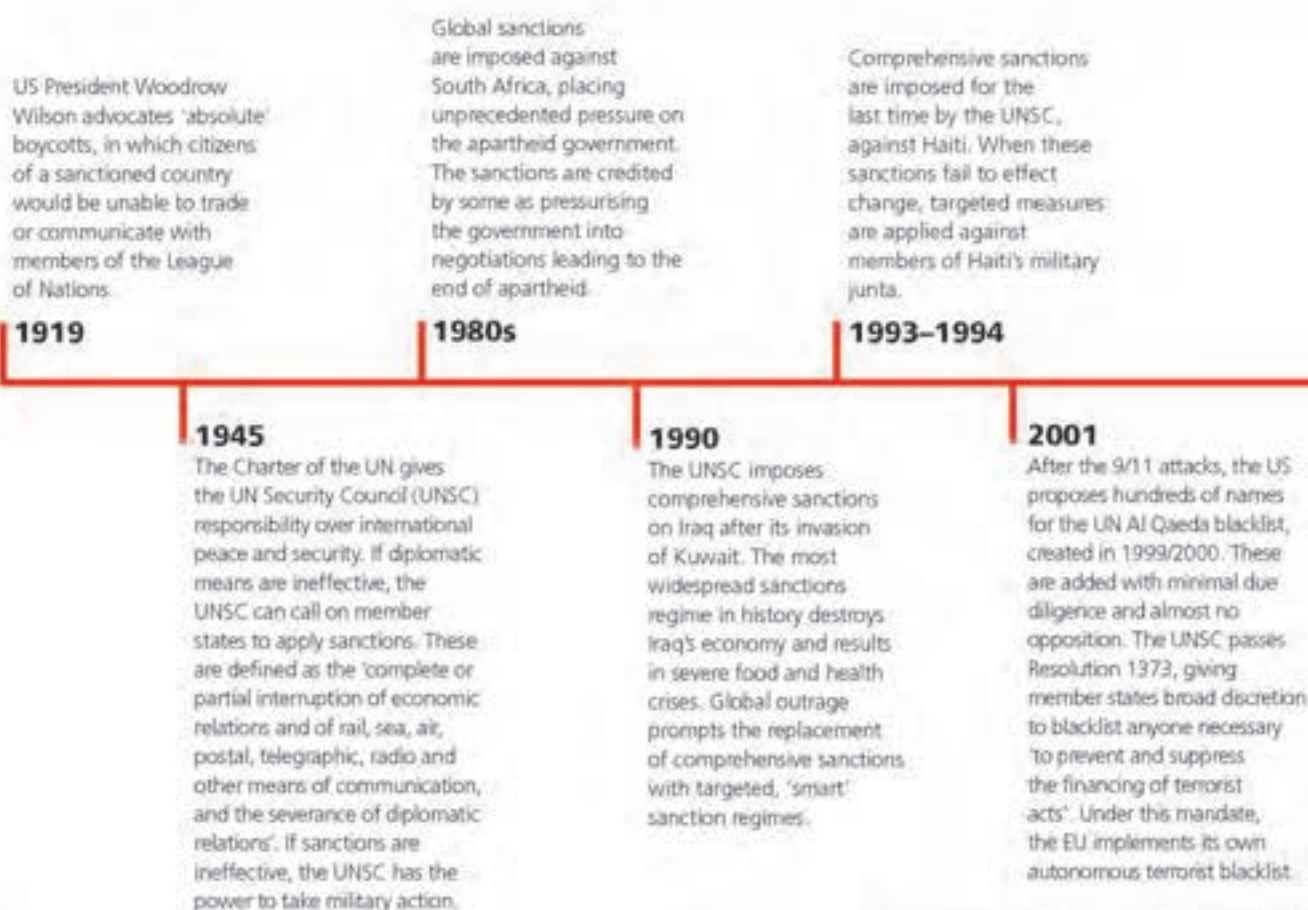 US President Woodrow
Wilson advocates 'absolute'
boycotts, in which citizens
of a sanctioned country
would be unable to trade
or communicate with
members of the League
of Nations.
1919
Global sanctions
are imposed against
South Africa, placing
unprecedented pressure on
the apartheid government.
The sanctions are credited
by some as pressurising
the government into
negotiations leading to the
end of apartheid.
1980s
Comprehensive sanctions
are imposed for the
last time by the UNSC,
against Haiti. When these
sanctions fail to effect
change, targeted measures
are applied against
members of Haiti's military
junta.
1993–1994
1945
The Charter of the UN gives
the UN Security Council (UNSC)
responsibility over international
peace and security. If diplomatic
means are ineffective, the
UNSC can call on member
states to apply sanctions. These
are defined as the 'complete or
partial interruption of economic
relations and of rail, sea, air,
postal, telegraphic, radio and
other means of communication,
and the severance of diplomatic
relations'. If sanctions are
ineffective, the UNSC has the
power to take military action.
1990
The UNSC imposes
comprehensive sanctions
on Iraq after its invasion
of Kuwait. The most
widespread sanctions
regime in history destroys
Iraq's economy and results
in severe food and health
crises. Global outrage
prompts the replacement
of comprehensive sanctions
with targeted, 'smart'
sanction regimes.
2001
After the 9/11 attacks, the US
proposes hundreds of names
for the UN Al Qaeda blacklist,
created in 1999/2000. These
are added with minimal due
diligence and almost no
opposition. The UNSC passes
Resolution 1373, giving
member states broad discretion
to blacklist anyone necessary
'to prevent and suppress
the financing of terrorist
acts'. Under this mandate,
the EU implements its own
autonomous terrorist blacklist.